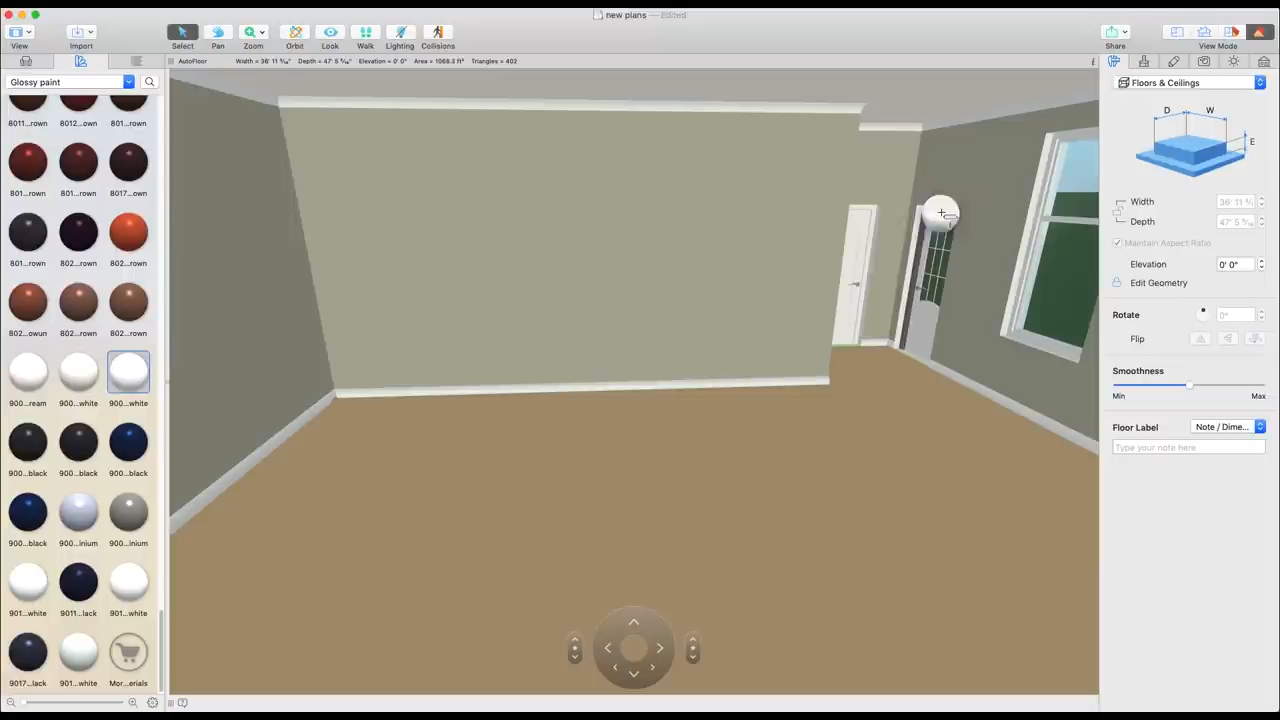 new plans — Edited
View
Import
Select
Pan
Zoom
Orbit
Look
Walk
Lighting
Collisions
Share
View Mode
AutoFloor
Depth = 47' 5 ⁵⁄₁₆"
Elevation = 0' 0"
Area = 1068.3 ft²
Triangles = 402
Glossy paint
Floors & Ceilings
8011...rown
8012...own
801...rown
801...rown
801...rown
8017...own
801...rown
802...rown
802...rown
802...owun
802...rown
802...rown
900...ream
900...white
900...white
900...black
900...black
900...black
900...black
900...inium
900...inium
901...white
9011...lack
901...white
9017...lack
901...white
Mor...erials
D
W
E
Width
36' 11
Depth
47' 5
Maintain Aspect Ratio
Elevation
0' 0"
Edit Geometry
Rotate
0°
Flip
Smoothness
Min
Max
Floor Label
Note / Dime...
Type your note here